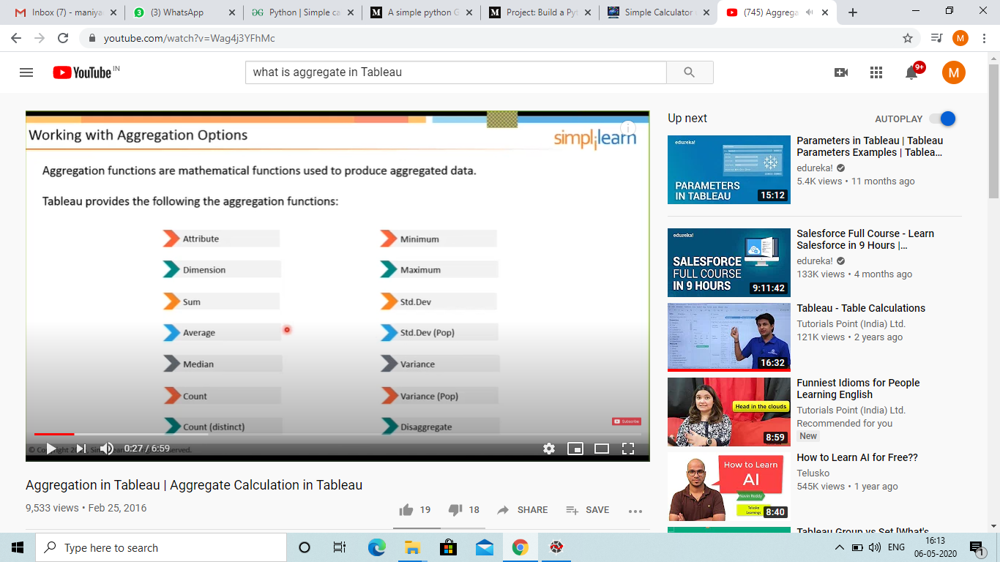 Inbox (7) - maniya
(3) WhatsApp
Python | Simple ca
A simple python G
Project: Build a Pyt
Simple Calculator
(745) Aggrega
youtube.com/watch?v=Wag4j3YFhMc
M
YouTube IN
what is aggregate in Tableau
9+
M
Working with Aggregation Options
simplilearn
Aggregation functions are mathematical functions used to produce aggregated data.
Tableau provides the following the aggregation functions:
Attribute
Dimension
Sum
Average
Median
Count
Count (distinct)
Minimum
Maximum
Std.Dev
Std.Dev (Pop)
Variance
Variance (Pop)
Disaggregate
Subscribe
0:27 / 6:59
Aggregation in Tableau | Aggregate Calculation in Tableau
9,533 views • Feb 25, 2016
19
18
SHARE
SAVE
Up next
AUTOPLAY
edureka!
PARAMETERS
IN TABLEAU
15:12
Parameters in Tableau | Tableau
Parameters Examples | Tablea...
edureka!
5.4K views • 11 months ago
edureka!
SALESFORCE
FULL COURSE
IN 9 HOURS
9:11:42
Salesforce Full Course - Learn
Salesforce in 9 Hours |...
edureka!
133K views • 4 months ago
16:32
Tableau - Table Calculations
Tutorials Point (India) Ltd.
121K views • 2 years ago
Head in the clouds
8:59
Funniest Idioms for People
Learning English
Tutorials Point (India) Ltd.
Recommended for you
New
How to Learn
AI
Navin Reddy
Telusko
Learnings
8:40
How to Learn AI for Free??
Telusko
545K views • 1 year ago
Tableau Group vs Set [What's
Type here to search
ENG
16:13
06-05-2020
1